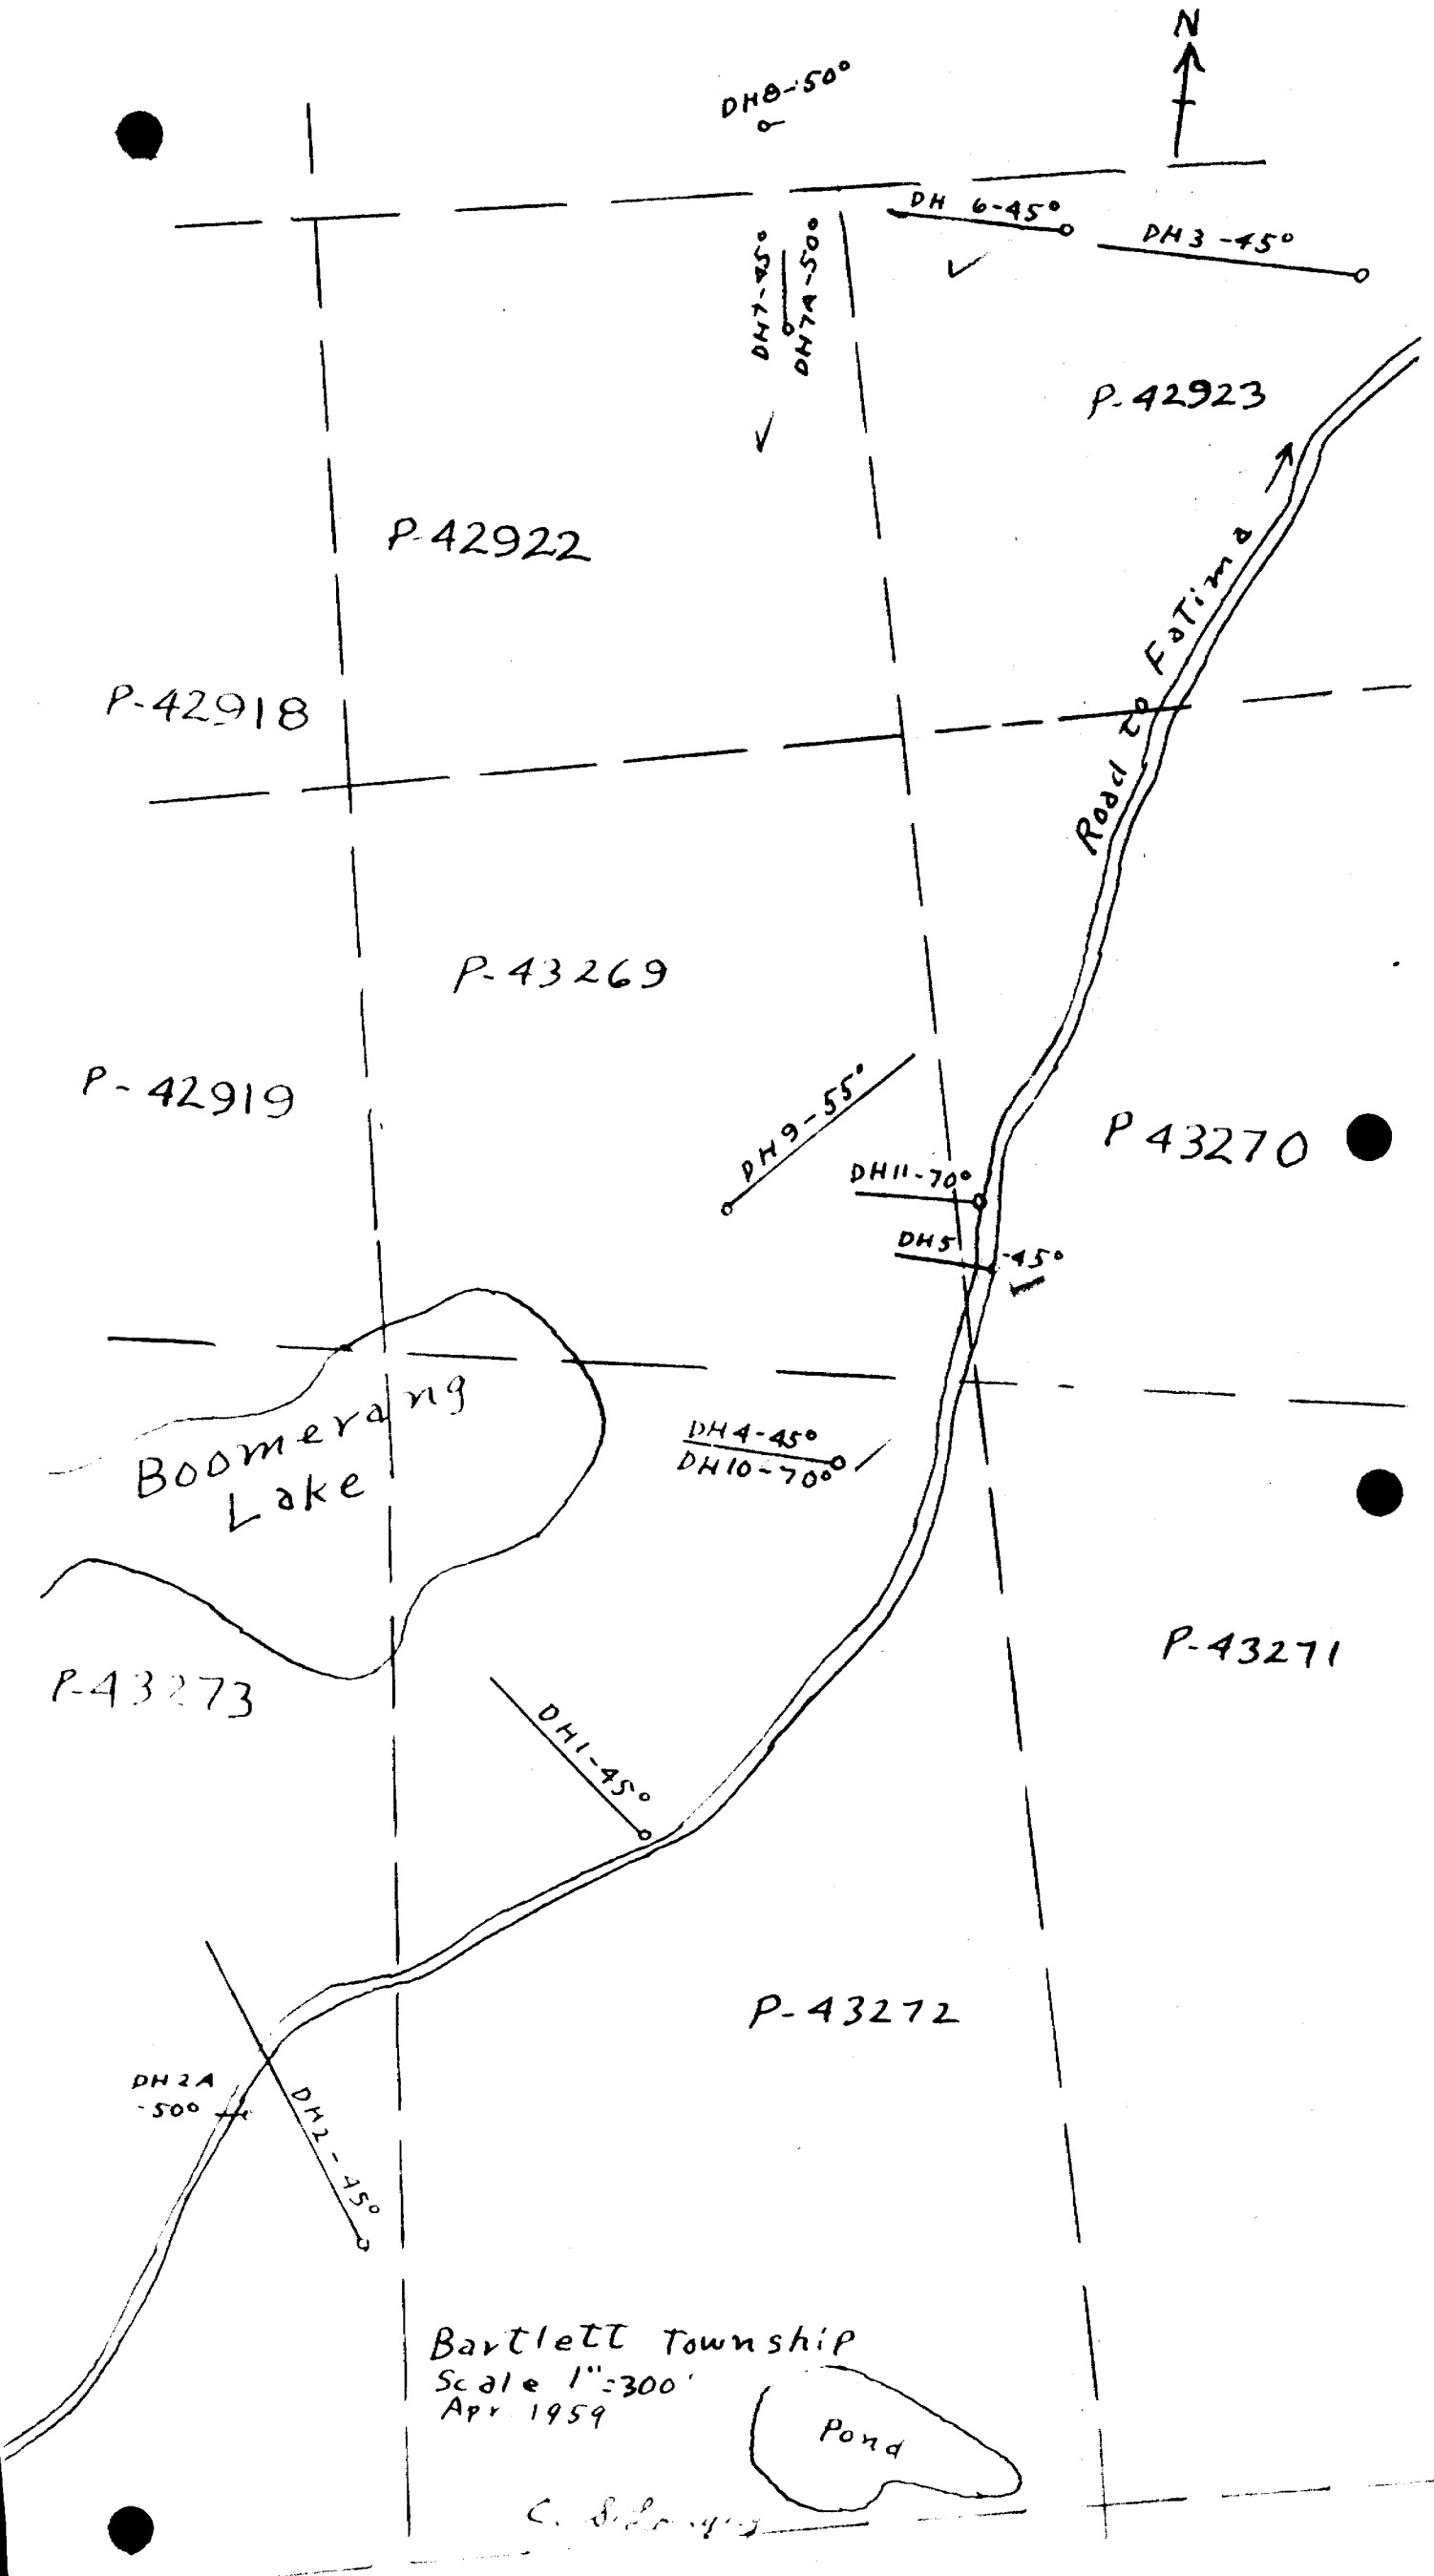 N
DH8-50°
DH 6-45°
DH3-45°
DH7-45°
DH7A-50°
P-42923
P-42922
Road to Fatima
P-42918
P-43269
P-42919
DH9-55°
P 43270
DH11-70°
DH5 -45°
Boomerang
Lake
DH4-45°
DH10-70°
P-43271
P-43273
DH1-45°
P-43272
DH2A
-50°
DH2-45°
Bartlett Township
Scale 1"=300'
Apr. 1959
Pond
C.